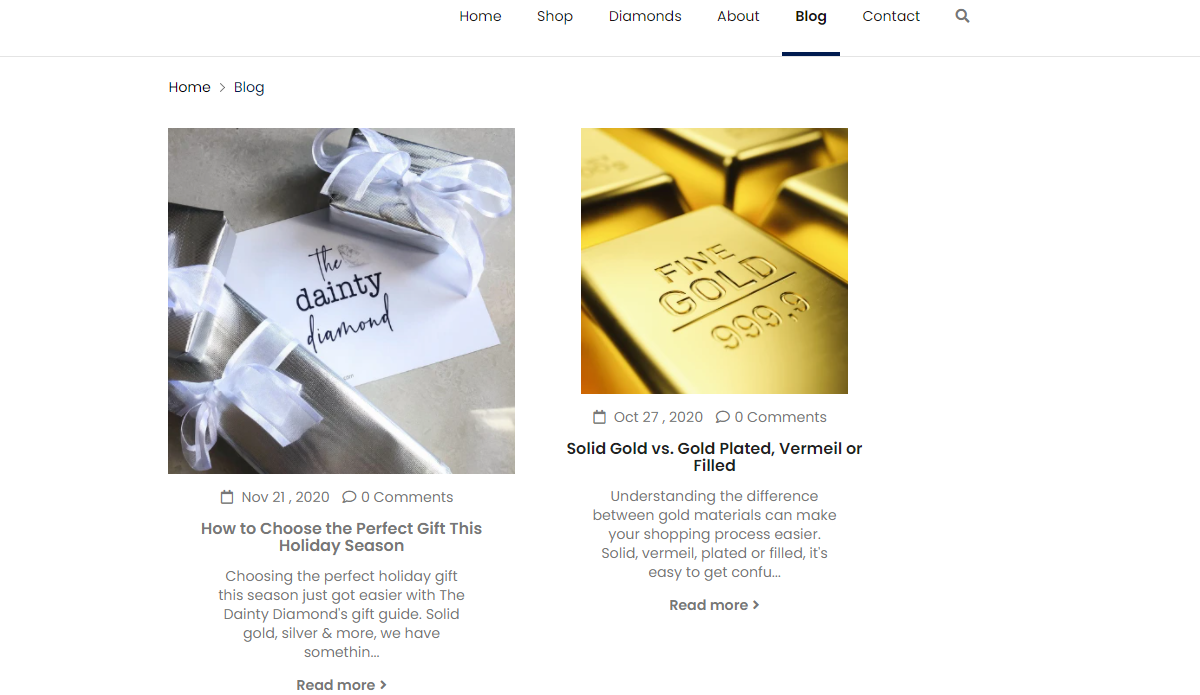 Home Shop Diamonds About Blog Contact
Home > Blog
the
dainty
diamond
Nov 21 , 2020 0 Comments
How to Choose the Perfect Gift This
Holiday Season
Choosing the perfect holiday gift
this season just got easier with The
Dainty Diamond's gift guide. Solid
gold, silver & more, we have
somethin...
Read more >
FINE
GOLD
999,9
Oct 27 , 2020 0 Comments
Solid Gold vs. Gold Plated, Vermeil or
Filled
Understanding the difference
between gold materials can make
your shopping process easier.
Solid, vermeil, plated or filled, it's
easy to get confu...
Read more >